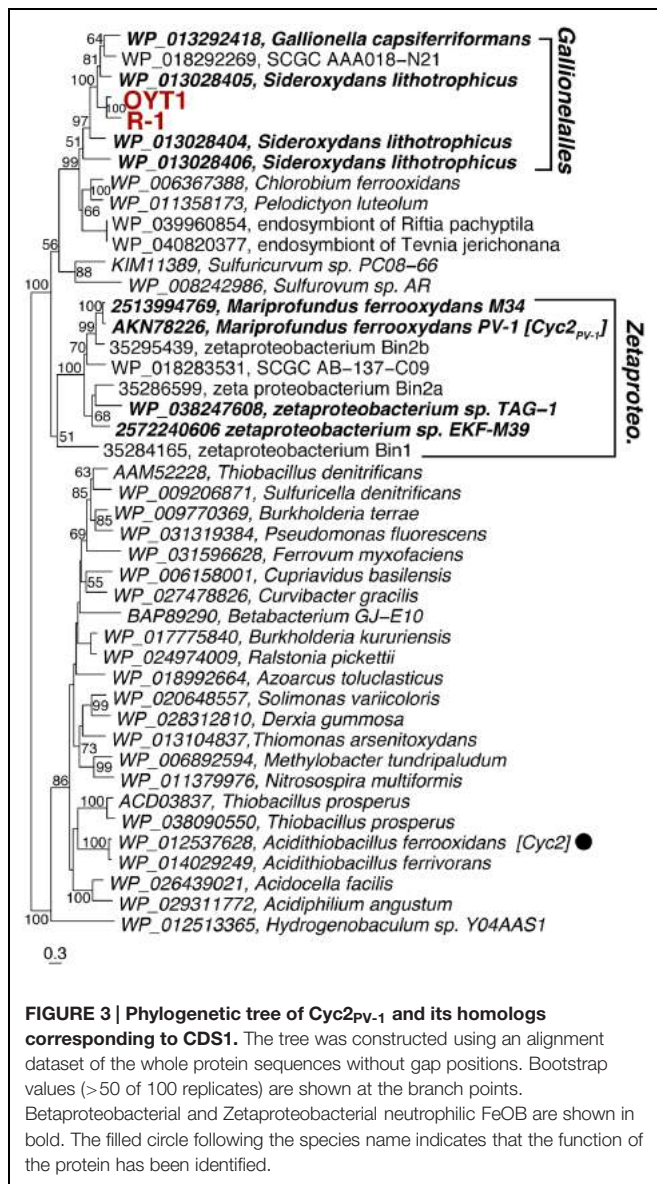 64 WP_013292418, Gallionella capsiferriformans
81 WP_018292269, SCGC AAA018-N21
100 WP_013028405, Sideroxydans lithotrophicus
OYT1
100
R-1
97
WP_013028404, Sideroxydans lithotrophicus
51
WP_013028406, Sideroxydans lithotrophicus
Gallionelalles
99
WP_006367388, Chlorobium ferrooxidans
100
WP_011358173, Pelodictyon luteolum
66
WP_039960854, endosymbiont of Riftia pachyptila
WP_040820377, endosymbiont of Tevnia jerichonana
56
KIM11389, Sulfuricurvum sp. PC08-66
88
WP_008242986, Sulfurovum sp. AR
100
100 2513994769, Mariprofundus ferrooxydans M34
99 AKN78226, Mariprofundus ferrooxydans PV-1 [Cyc2PV-1]
70 35295439, zetaproteobacterium Bin2b
WP_018283531, SCGC AB-137-C09
100
35286599, zeta proteobacterium Bin2a
WP_038247608, zetaproteobacterium sp. TAG-1
68
2572240606 zetaproteobacterium sp. EKF-M39
51
35284165, zetaproteobacterium Bin1
Zetaproteo.
63 AAM52228, Thiobacillus denitrificans
85 WP_009206871, Sulfuricella denitrificans
WP_009770369, Burkholderia terrae
85
WP_031319384, Pseudomonas fluorescens
69
WP_031596628, Ferrovum myxofaciens
WP_006158001, Cupriavidus basilensis
55
WP_027478826, Curvibacter gracilis
BAP89290, Betabacterium GJ-E10
WP_017775840, Burkholderia kururiensis
WP_024974009, Ralstonia pickettii
WP_018992664, Azoarcus toluclasticus
WP_020648557, Solimonas variicoloris
99
WP_028312810, Derxia gummosa
WP_013104837,Thiomonas arsenitoxydans
73
WP_006892594, Methylobacter tundripaludum
99
WP_011379976, Nitrosospira multiformis
86
ACD03837, Thiobacillus prosperus
100
WP_038090550, Thiobacillus prosperus
WP_012537628, Acidithiobacillus ferrooxidans [Cyc2]
100
WP_014029249, Acidithiobacillus ferrivorans
WP_026439021, Acidocella facilis
100
WP_029311772, Acidiphilium angustum
100
WP_012513365, Hydrogenobaculum sp. Y04AAS1
0.3
FIGURE 3 | Phylogenetic tree of Cyc2PV-1 and its homologs
corresponding to CDS1. The tree was constructed using an alignment
dataset of the whole protein sequences without gap positions. Bootstrap
values (>50 of 100 replicates) are shown at the branch points.
Betaproteobacterial and Zetaproteobacterial neutrophilic FeOB are shown in
bold. The filled circle following the species name indicates that the function of
the protein has been identified.